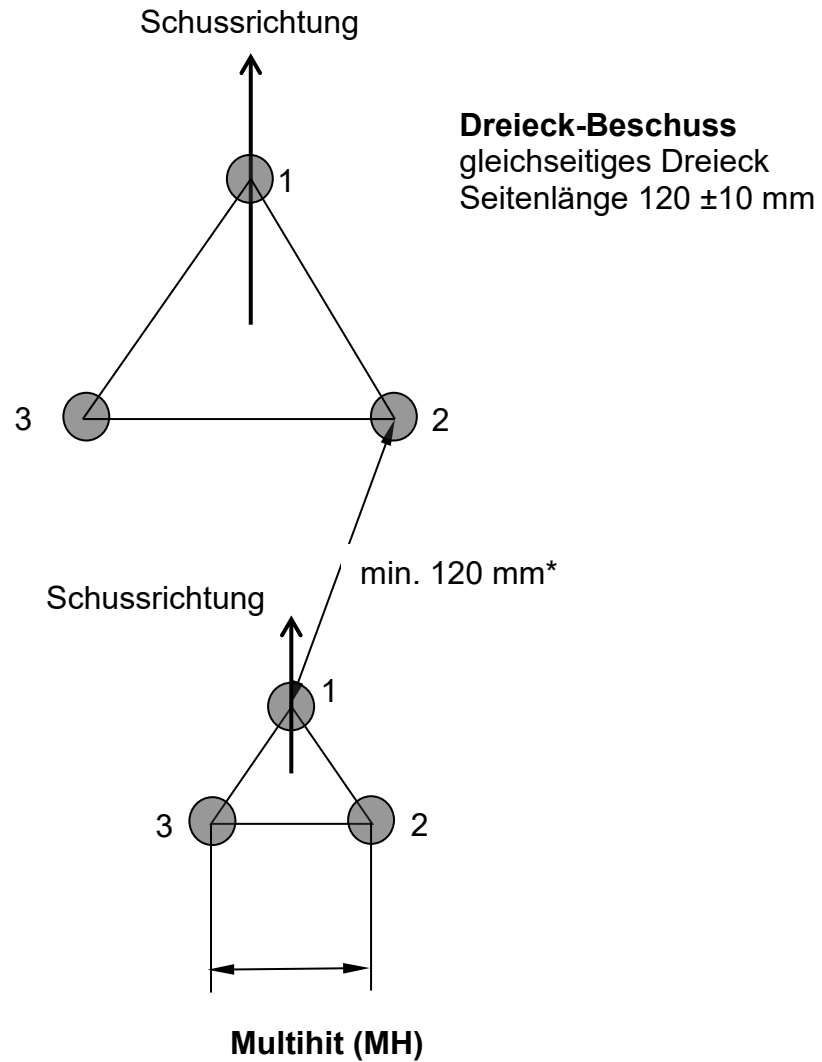 Schussrichtung
Dreieck-Beschuss
gleichseitiges Dreieck
Seitenlänge 120 ±10 mm
1
3
2
min. 120 mm*
Schussrichtung
1
3
2
Multihit (MH)